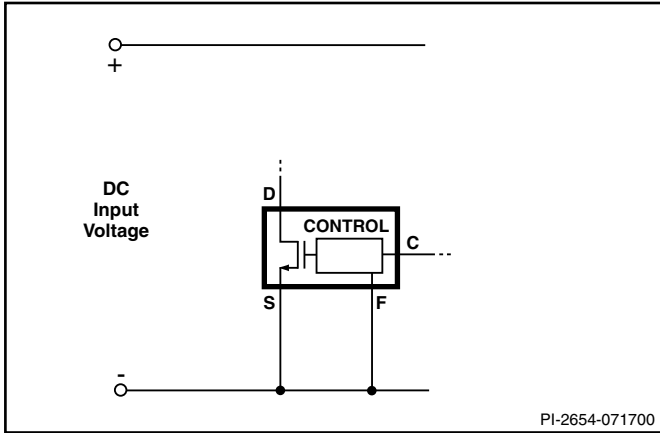 +
DC
Input
Voltage
D
CONTROL
C
S
F
-
PI-2654-071700